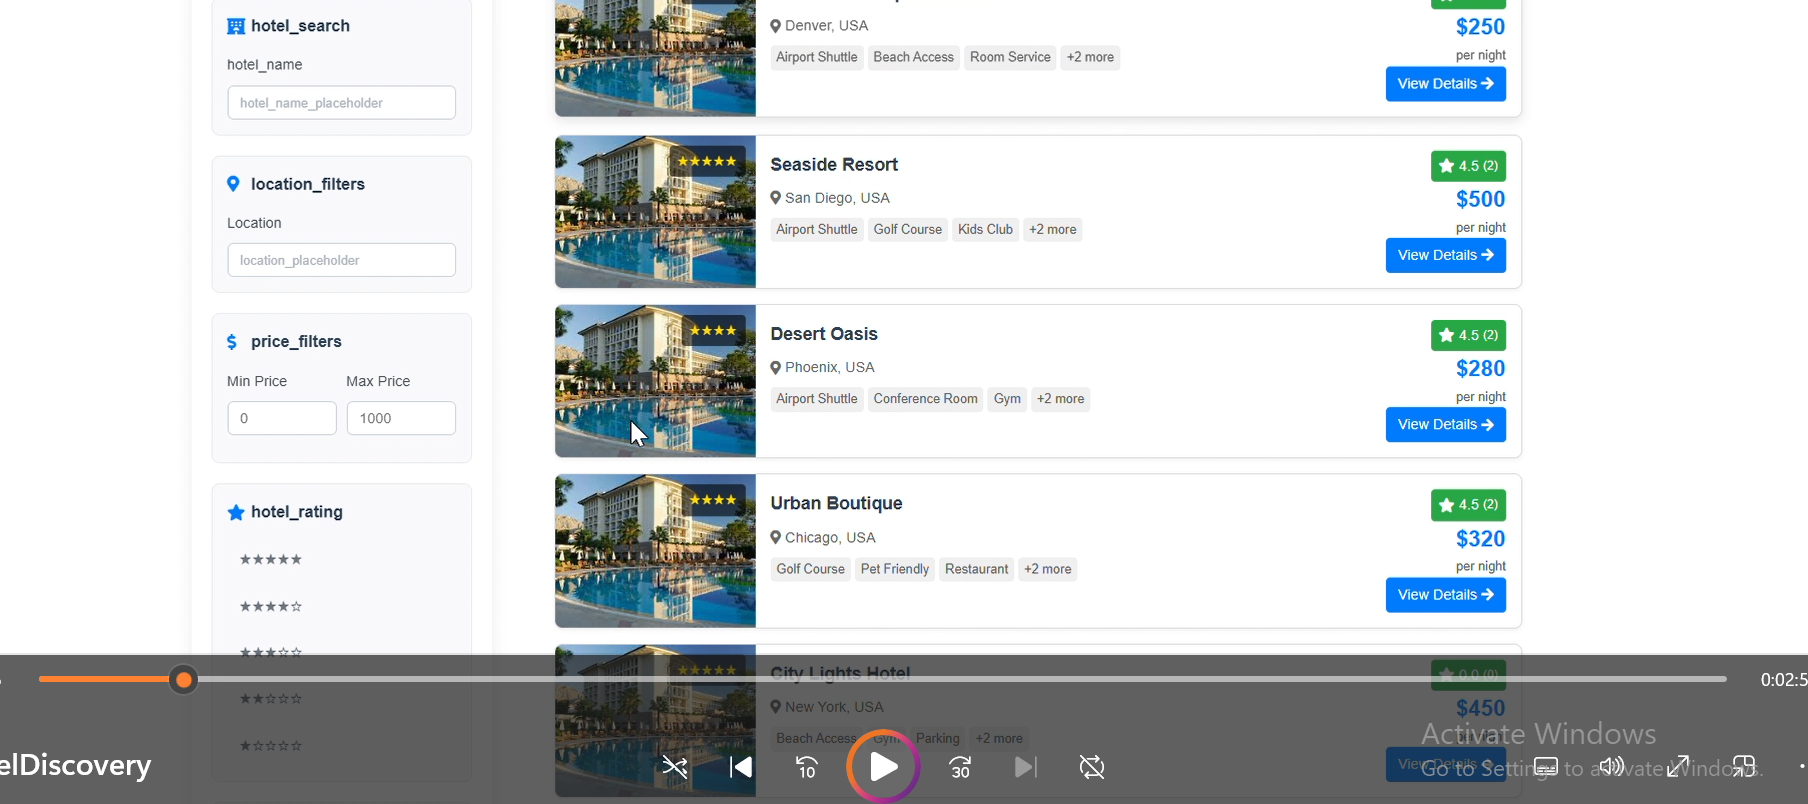 hotel_search
hotel_name
hotel_name_placeholder
location_filters
Location
location_placeholder
price_filters
Min Price Max Price
0 1000
hotel_rating
★★★★★
★★★★☆
★★★☆☆
★★☆☆☆
★☆☆☆☆
Denver, USA
Airport Shuttle Beach Access Room Service +2 more
$250
per night
View Details →
★★★★★
Seaside Resort
San Diego, USA
Airport Shuttle Golf Course Kids Club +2 more
4.5 (2)
$500
per night
View Details →
★★★★
Desert Oasis
Phoenix, USA
Airport Shuttle Conference Room Gym +2 more
4.5 (2)
$280
per night
View Details →
★★★★
Urban Boutique
Chicago, USA
Golf Course Pet Friendly Restaurant +2 more
4.5 (2)
$320
per night
View Details →
★★★★★
City Lights Hotel
New York, USA
Beach Access Gym Parking +2 more
0.0 (0)
$450
View Details
0:02:5
elDiscovery
10
30
Activate Windows
Go to Settings to activate Windows.